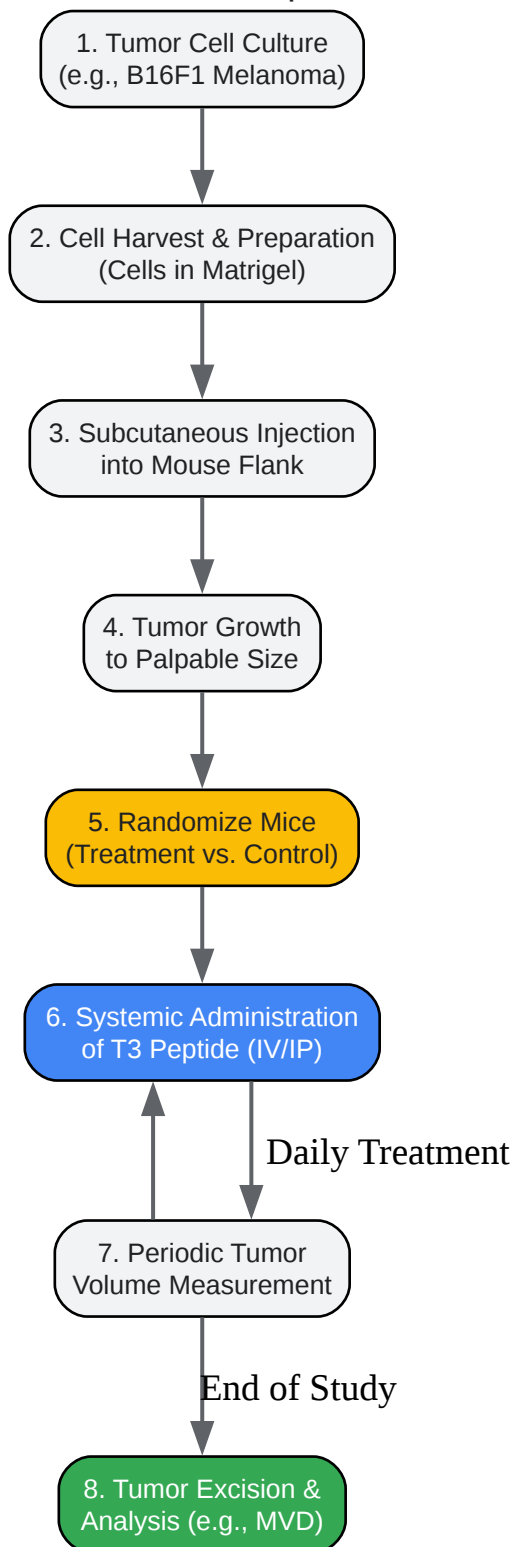 1. Tumor Cell Culture
(e.g., B16F1 Melanoma)
2. Cell Harvest & Preparation
(Cells in Matrigel)
3. Subcutaneous Injection
into Mouse Flank
4. Tumor Growth
to Palpable Size
5. Randomize Mice
(Treatment vs. Control)
6. Systemic Administration
of T3 Peptide (IV/IP)
Daily Treatment
7. Periodic Tumor
Volume Measurement
End of Study
8. Tumor Excision &
Analysis (e.g., MVD)